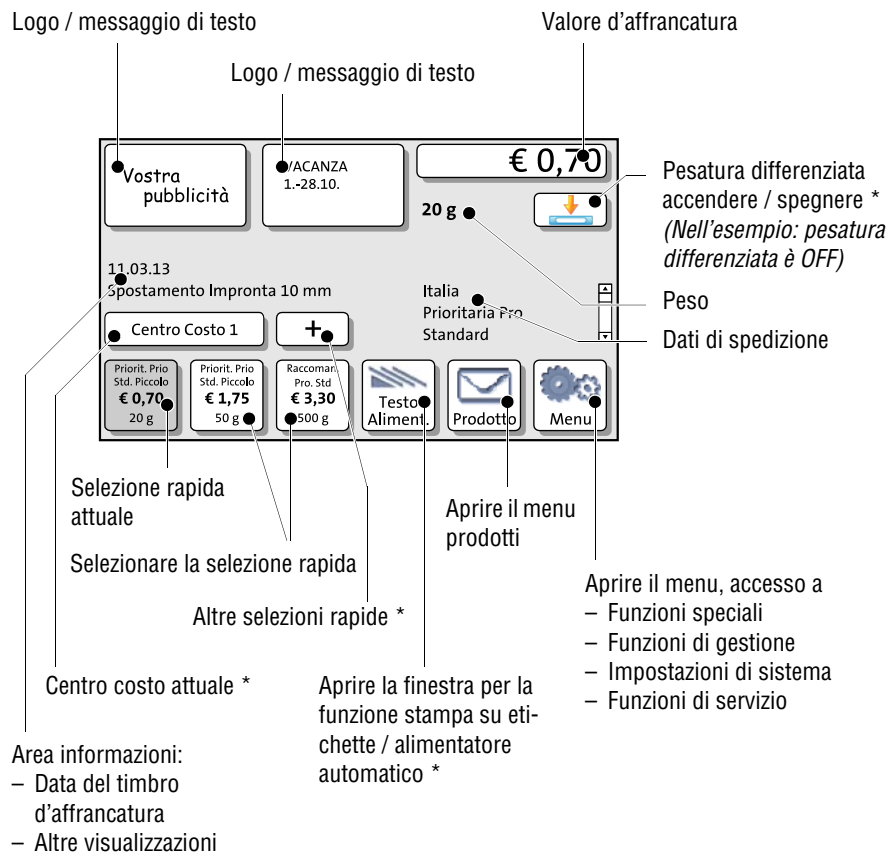 Logo / messaggio di testo
Valore d'affrancatura
Logo / messaggio di testo
Vostra
pubblicità
VACANZA
1.-28.10.
€ 0,70
20 g
Pesatura differenziata
accendere / spegnere *
(Nell'esempio: pesatura
differenziata è OFF)
11.03.13
Spostamento Impronta 10 mm
Italia
Prioritaria Pro
Standard
Peso
Dati di spedizione
Centro Costo 1
+
Priorit. Prio
Std. Piccolo
€ 0,70
20 g
Priorit. Prio
Std. Piccolo
€ 1,75
50 g
Raccoman.
Pro. Std
€ 3,30
500 g
Testo
Aliment.
Prodotto
Menu
Selezione rapida
attuale
Aprire il menu
prodotti
Selezionare la selezione rapida
Altre selezioni rapide *
Aprire il menu, accesso a
– Funzioni speciali
– Funzioni di gestione
– Impostazioni di sistema
– Funzioni di servizio
Centro costo attuale *
Aprire la finestra per la
funzione stampa su eti-
chette / alimentatore
automatico *
Area informazioni:
– Data del timbro
d'affrancatura
– Altre visualizzazioni